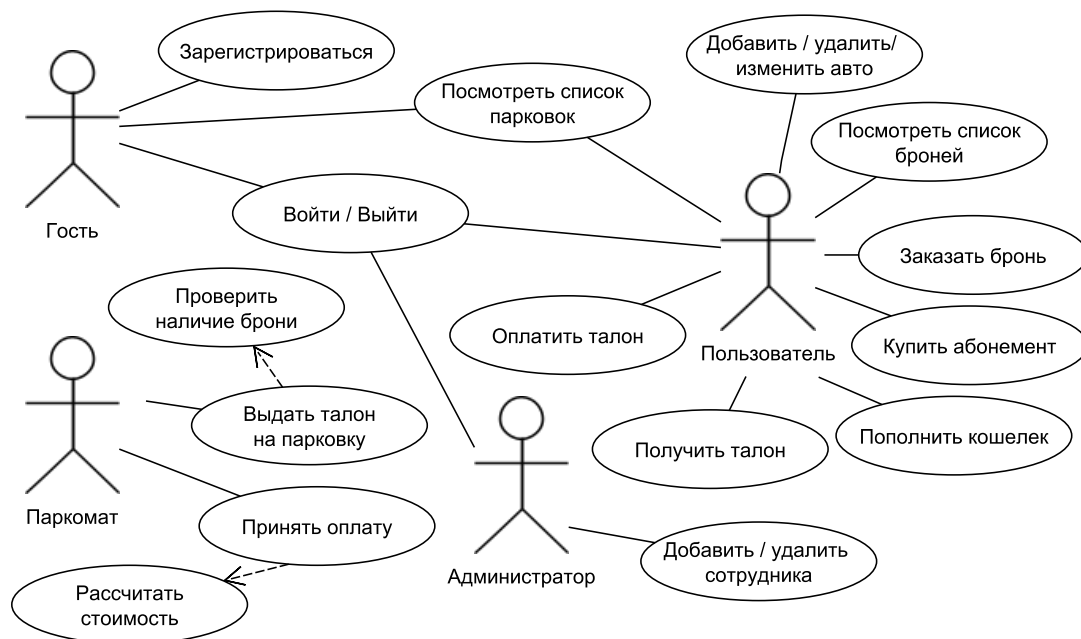 Зарегистрироваться
Добавить / удалить/
изменить авто
Посмотреть список
парковок
Посмотреть список
броней
Войти / Выйти
Гость
Заказать бронь
Проверить
наличие брони
Оплатить талон
Пользователь
Купить абонемент
Выдать талон
на парковку
Получить талон
Пополнить кошелек
Паркомат
Принять оплату
Администратор
Добавить / удалить
сотрудника
Рассчитать
стоимость